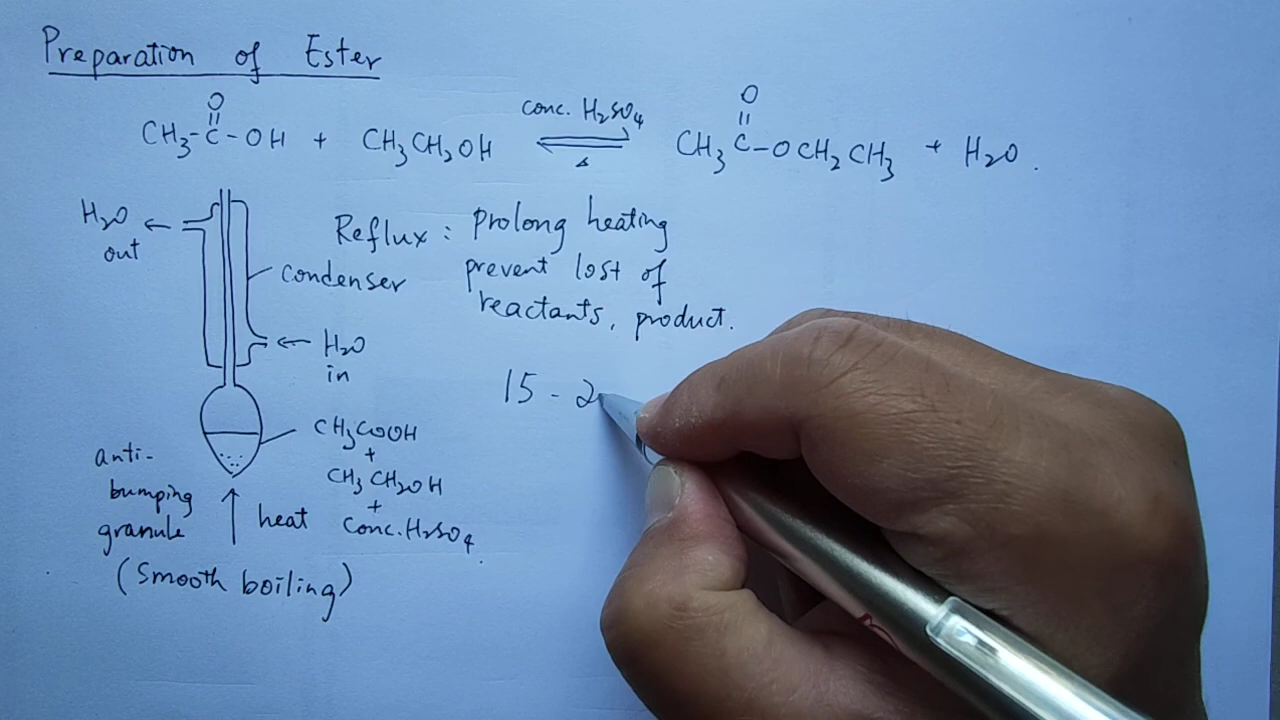 Preparation of Ester
O
conc. H₂SO₄
O
CH₃-C-OH + CH₃CH₂OH ⇌ CH₃C-OCH₂CH₃ + H₂O.
Δ
H₂O
out
Reflux: prolong heating
prevent lost of
reactants, product.
condenser
H₂O
in
15-2
CH₃COOH
+
CH₃CH₂OH
+
conc.H₂SO₄.
anti-
bumping
granule
heat
(smooth boiling)